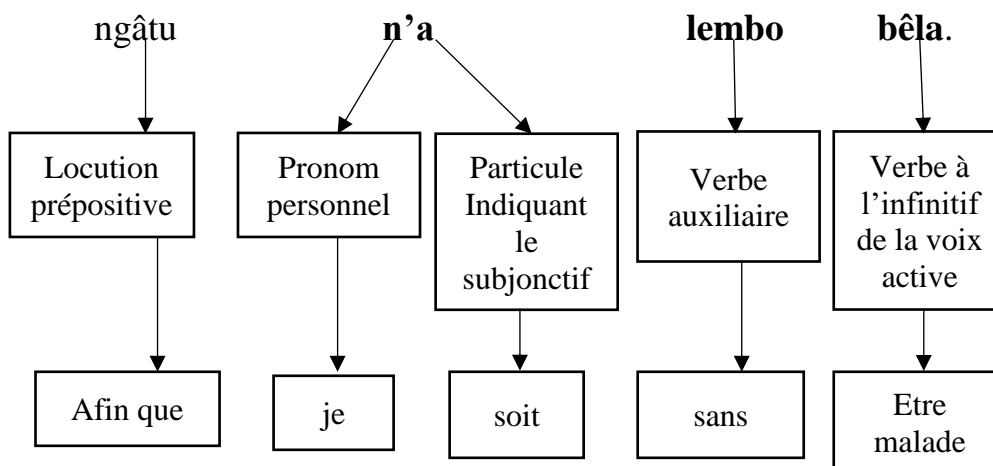 ngâtu n'a lembo bêla.
Locution
prépositive
Pronom
personnel
Particule
Indiquant
le
subjonctif
Verbe
auxiliaire
Verbe à
l'infinitif
de la voix
active
Afin que
je
soit
sans
Etre
malade